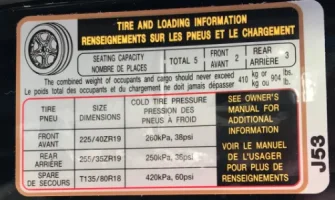 TIRE AND LOADING INFORMATION
RENSEIGNEMENTS SUR LES PNEUS ET LE CHARGEMENT
SEATING CAPACITY
NOMBRE DE PLACES
TOTAL 5
FRONT
AVANT 2
REAR
ARRIÈRE 3
The combined weight of occupants and cargo should never exceed 410 kg or 904 lbs.
Le poids total des occupants et du chargement ne doit jamais dépasser 410 kg ou 904 lb.
TIRE
PNEU
SIZE
DIMENSIONS
COLD TIRE PRESSURE
PRESSION DES
PNEUS À FROID
FRONT
AVANT
225/40ZR19
260kPa, 38psi
REAR
ARRIÈRE
255/35ZR19
250kPa, 38psi
SPARE
DE SECOURS
T135/80R18
420kPa, 60psi
SEE OWNER'S
MANUAL FOR
ADDITIONAL
INFORMATION
VOIR LE MANUEL
DE L'USAGER
POUR PLUS DE
RENSEIGNEMENTS
J53